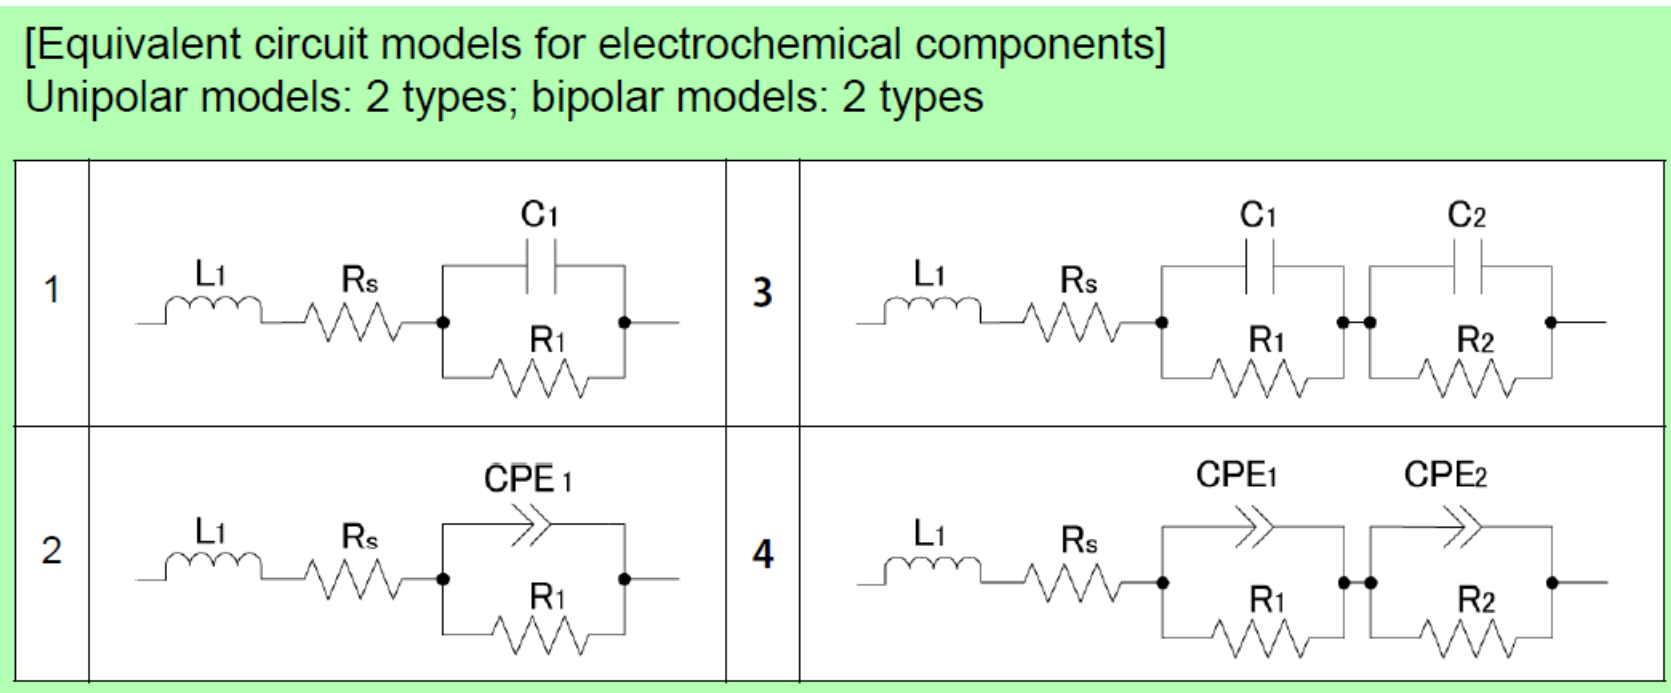 [Equivalent circuit models for electrochemical components]
Unipolar models: 2 types; bipolar models: 2 types
1
L1
Rs
C1
R1
3
L1
Rs
C1
R1
C2
R2
2
L1
Rs
CPE1
R1
4
L1
Rs
CPE1
R1
CPE2
R2